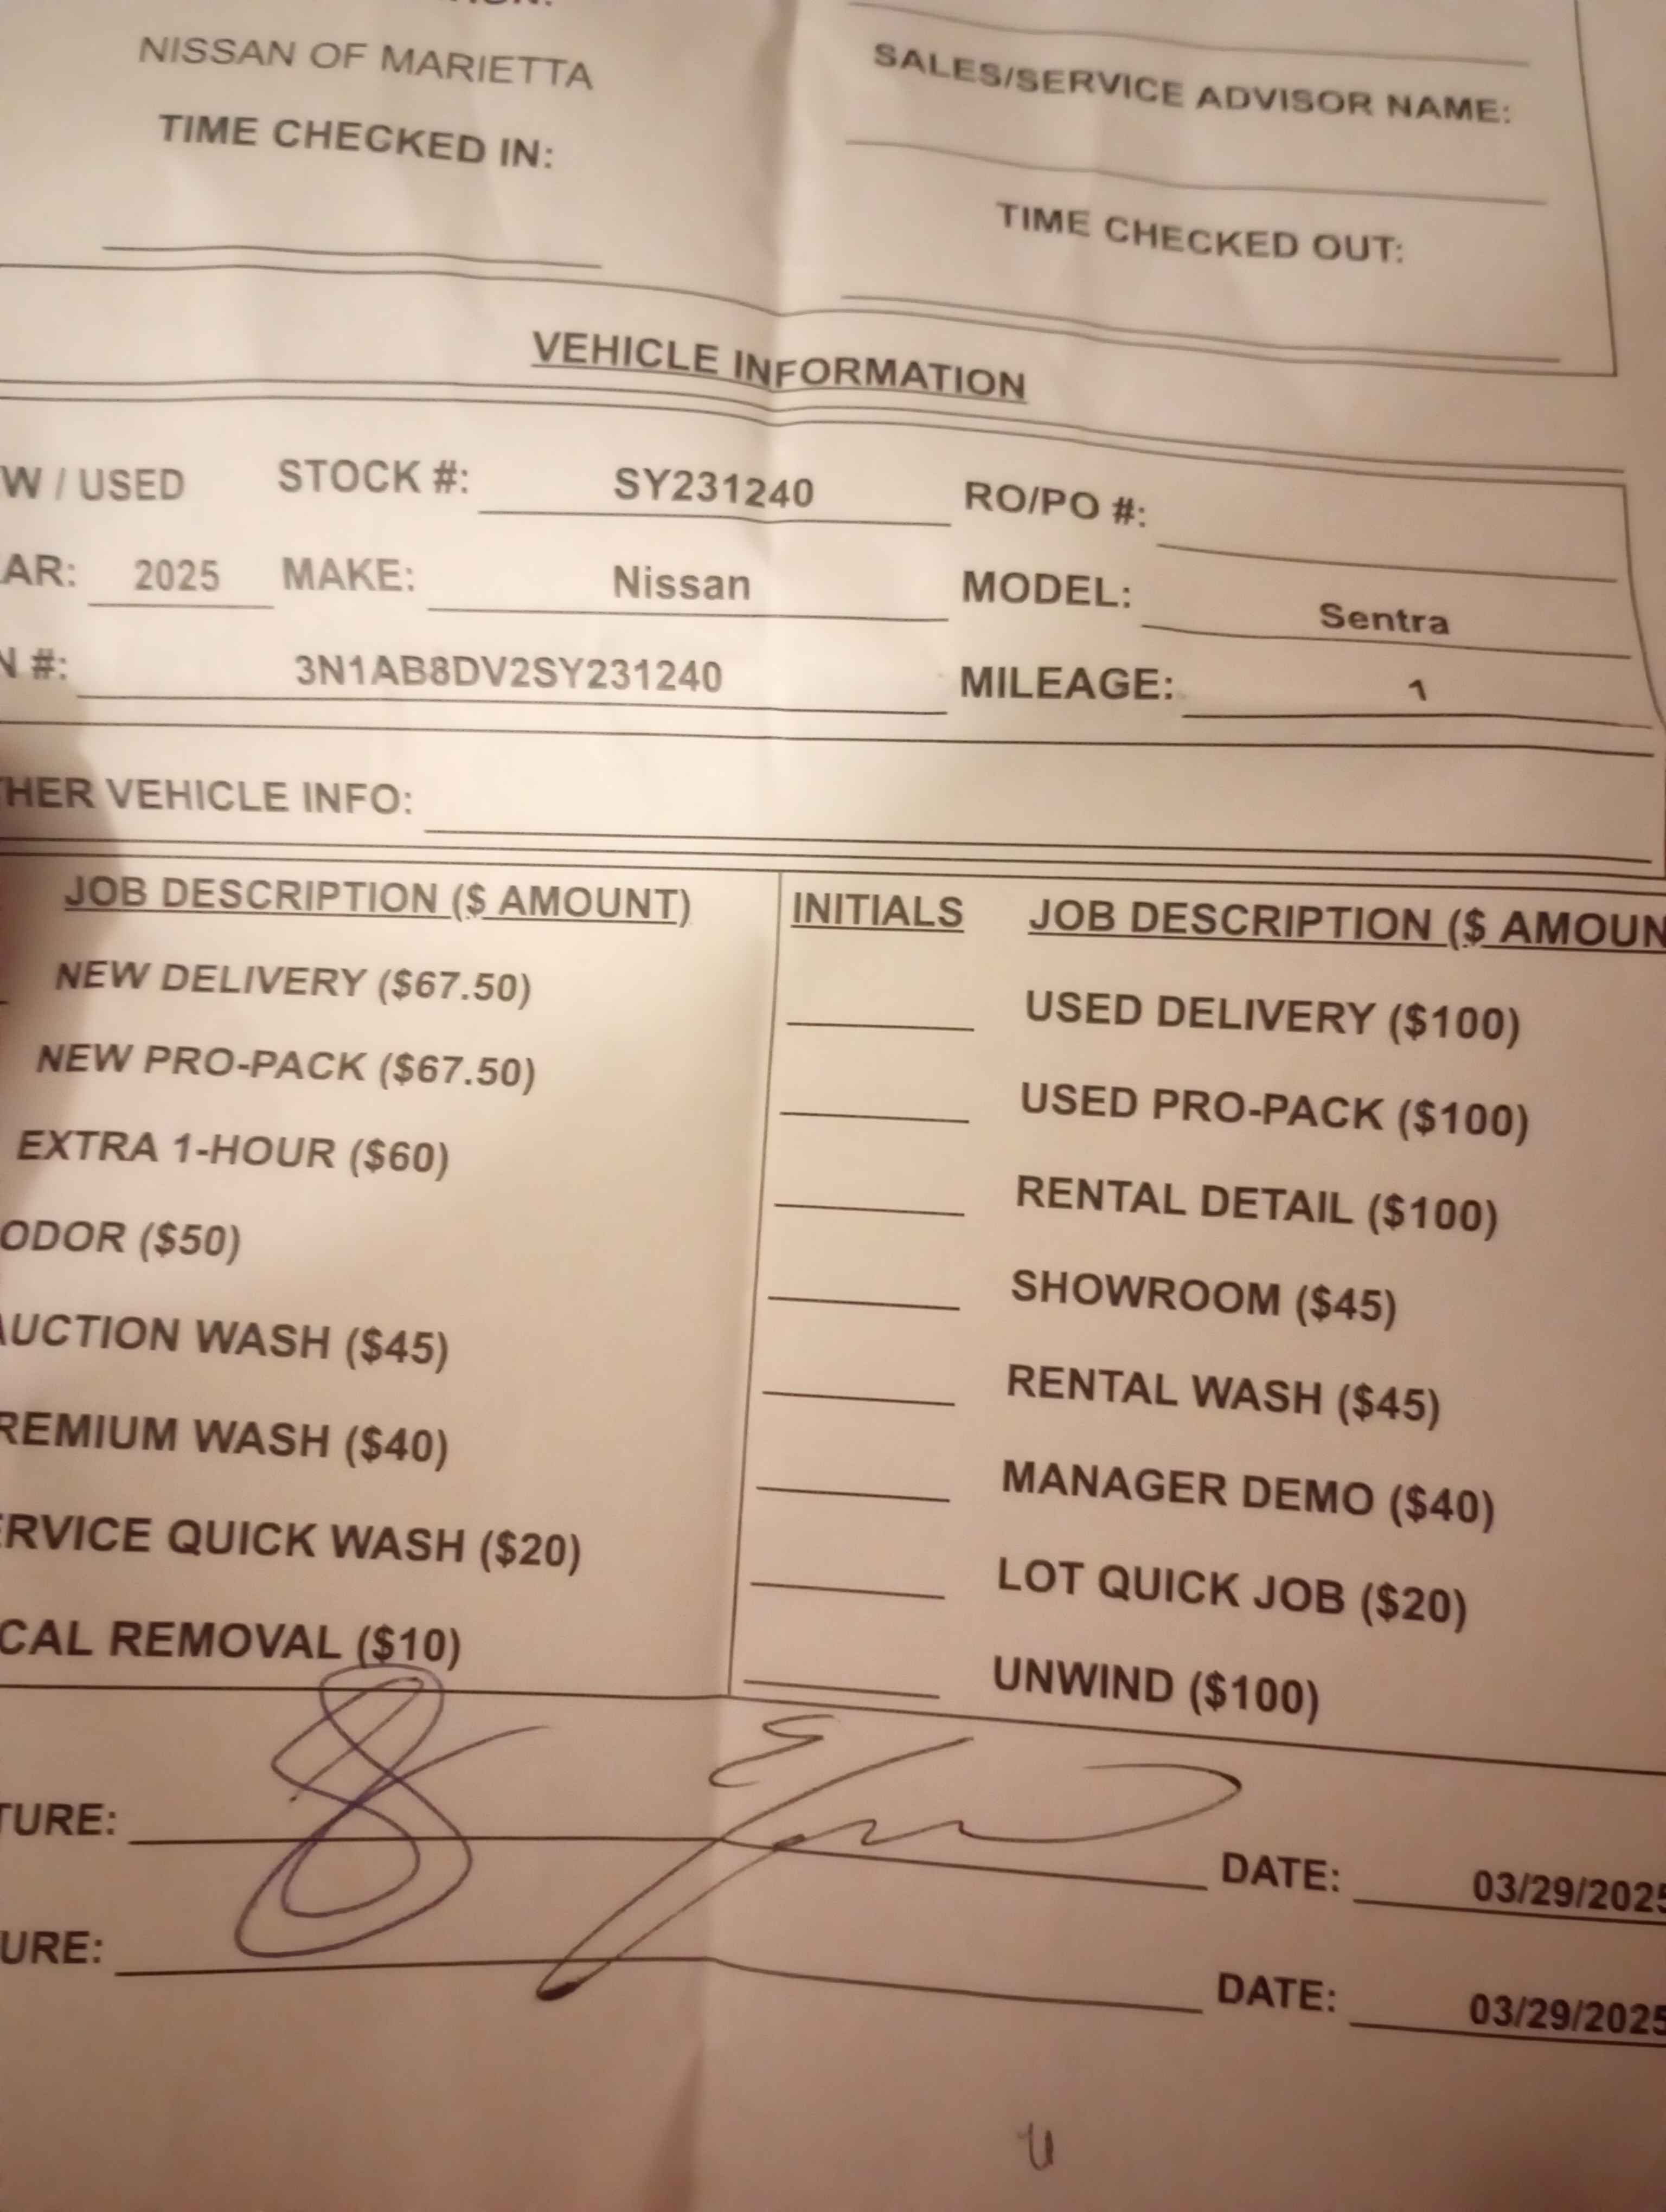 NISSAN OF MARIETTA
SALES/SERVICE ADVISOR NAME:
TIME CHECKED IN:
TIME CHECKED OUT:
VEHICLE INFORMATION
W / USED STOCK #: SY231240 RO/PO #:
AR: 2025 MAKE: Nissan MODEL: Sentra
N #: 3N1AB8DV2SY231240 MILEAGE: 1
HER VEHICLE INFO:
JOB DESCRIPTION ($ AMOUNT) INITIALS JOB DESCRIPTION ($ AMOUN
NEW DELIVERY ($67.50) USED DELIVERY ($100)
NEW PRO-PACK ($67.50) USED PRO-PACK ($100)
EXTRA 1-HOUR ($60) RENTAL DETAIL ($100)
ODOR ($50) SHOWROOM ($45)
AUCTION WASH ($45) RENTAL WASH ($45)
REMIUM WASH ($40) MANAGER DEMO ($40)
ERVICE QUICK WASH ($20) LOT QUICK JOB ($20)
CAL REMOVAL ($10) UNWIND ($100)
TURE: DATE: 03/29/2025
URE: DATE: 03/29/2025